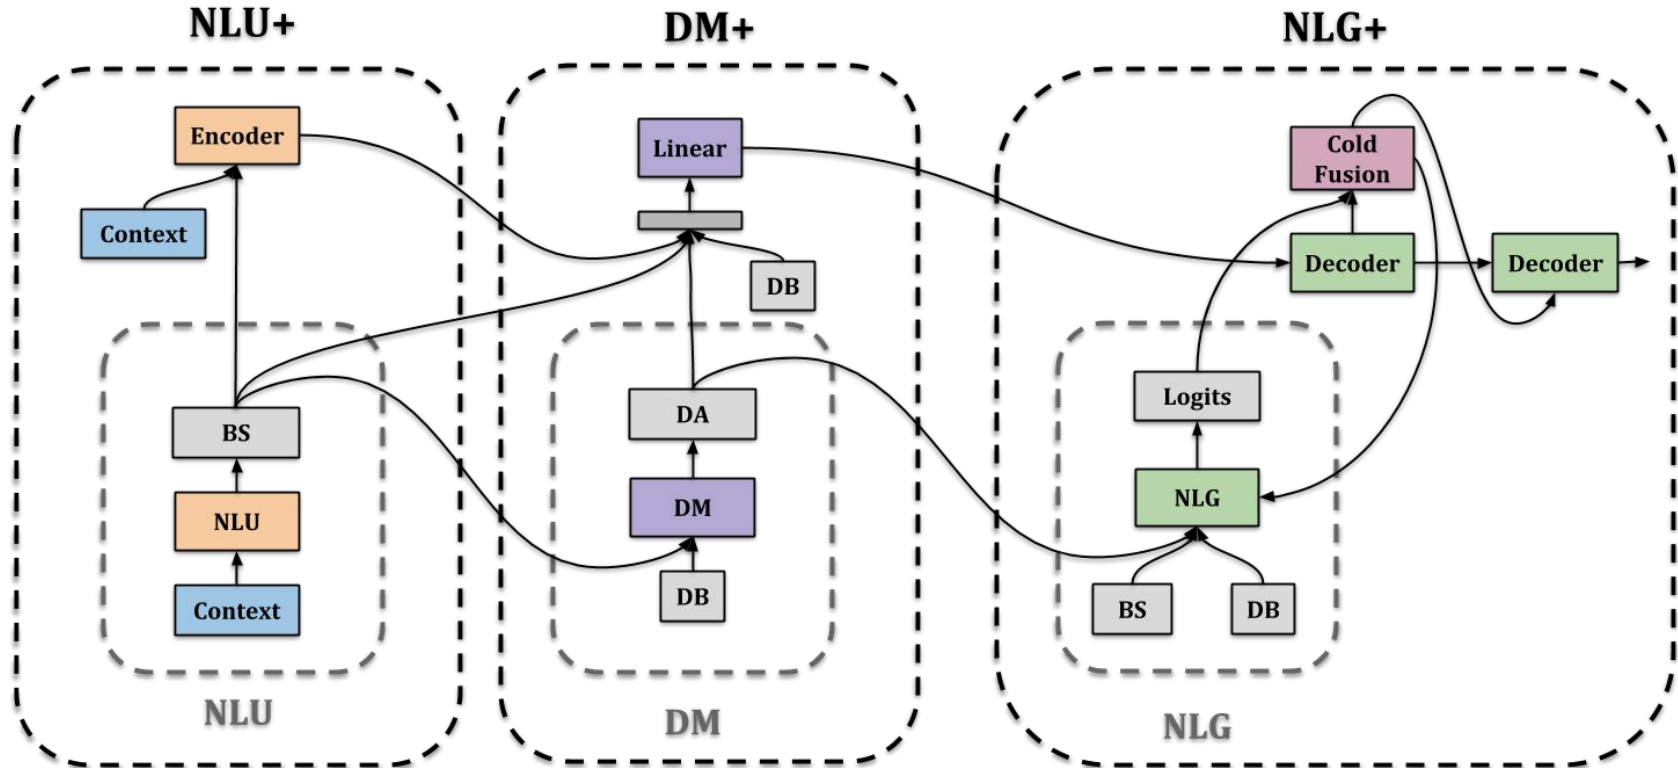 NLU+
Encoder
Context
BS
NLU
Context
NLU
DM+
Linear
DB
DA
DM
DB
DM
NLG+
Cold
Fusion
Decoder
Decoder
Logits
NLG
BS
DB
NLG